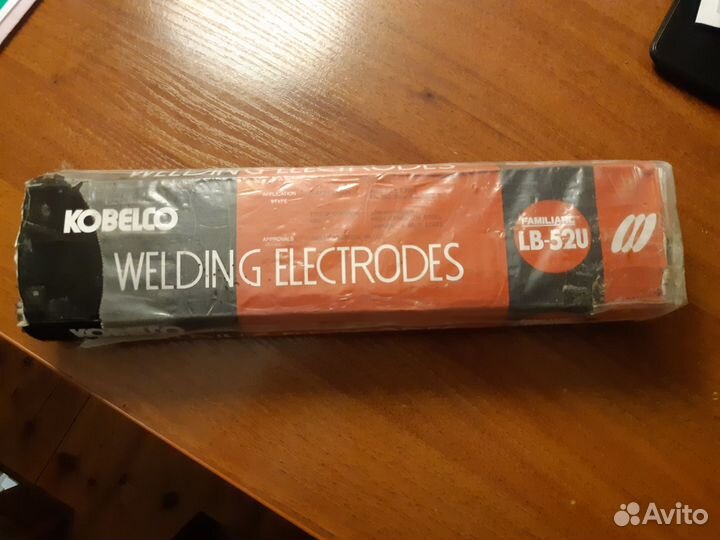 WELDING ELECTRODES
KOBELCO
APPLICATION
APPROVALS
WELDING ELECTRODES
FAMILIARC
LB-52U
KOBELCO
Avito